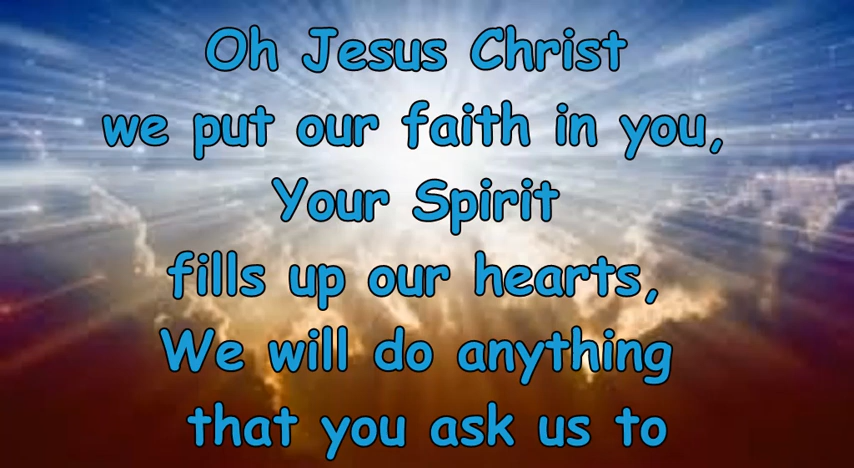 Oh Jesus Christ
we put our faith in you,
Your Spirit
fills up our hearts,
We will do anything
that you ask us to